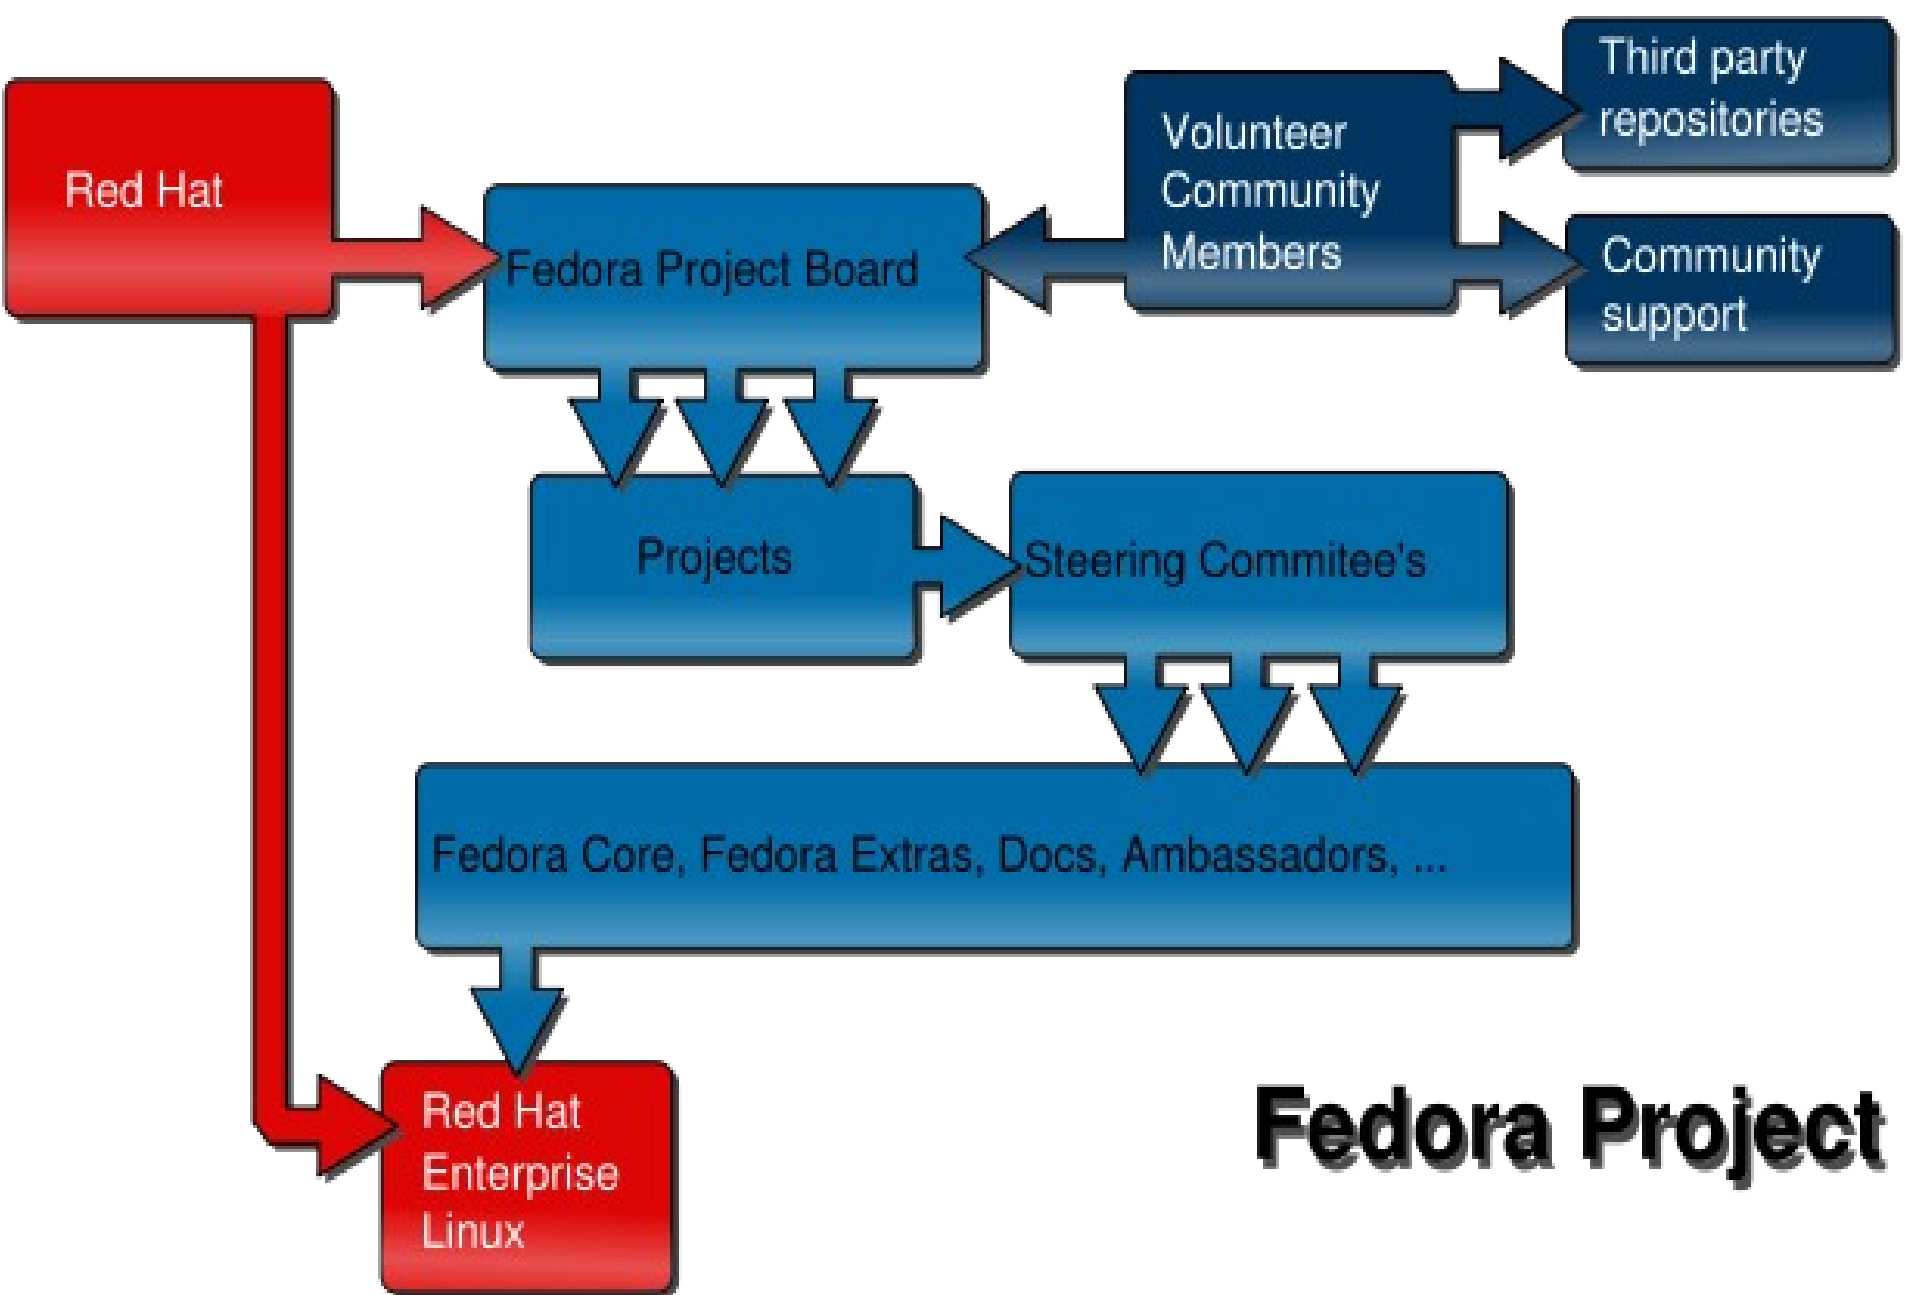 Red Hat
Fedora Project Board
Volunteer
Community
Members
Third party
repositories
Community
support
Projects
Steering Commitee's
Fedora Core, Fedora Extras, Docs, Ambassadors, ...
Red Hat
Enterprise
Linux
Fedora Project